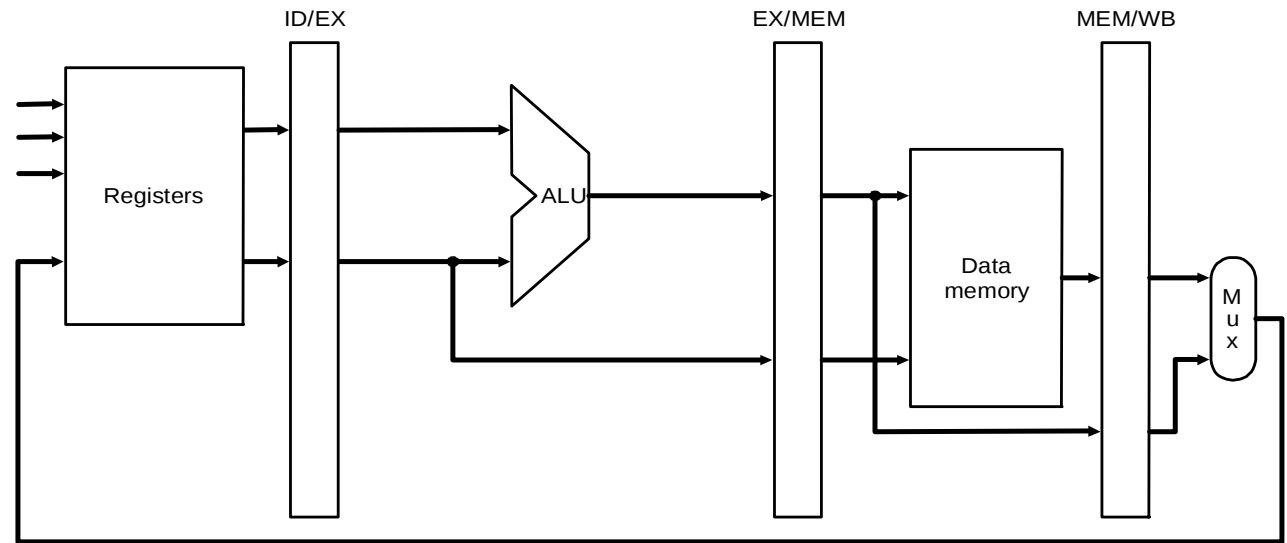 ID/EX
EX/MEM
MEM/WB
Registers
ALU
Data
memory
M
u
x